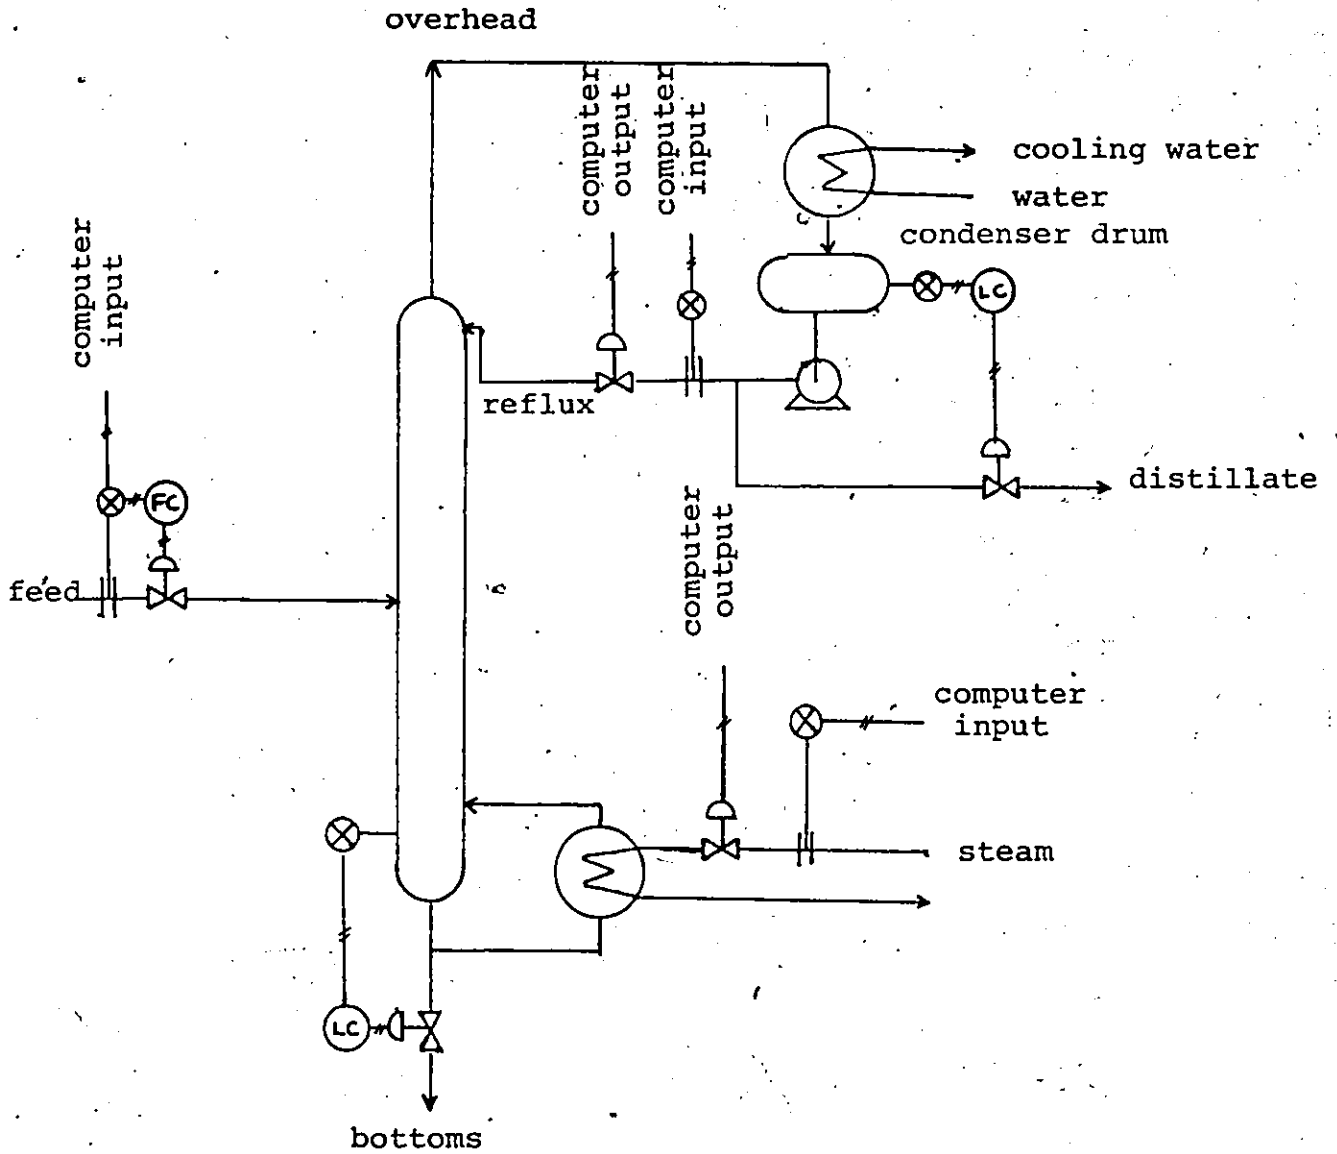 overhead
computer
output
computer
input
cooling water
water
condenser drum
computer
input
LC
reflux
distillate
FC
feed
computer
output
computer
input
steam
LC
bottoms